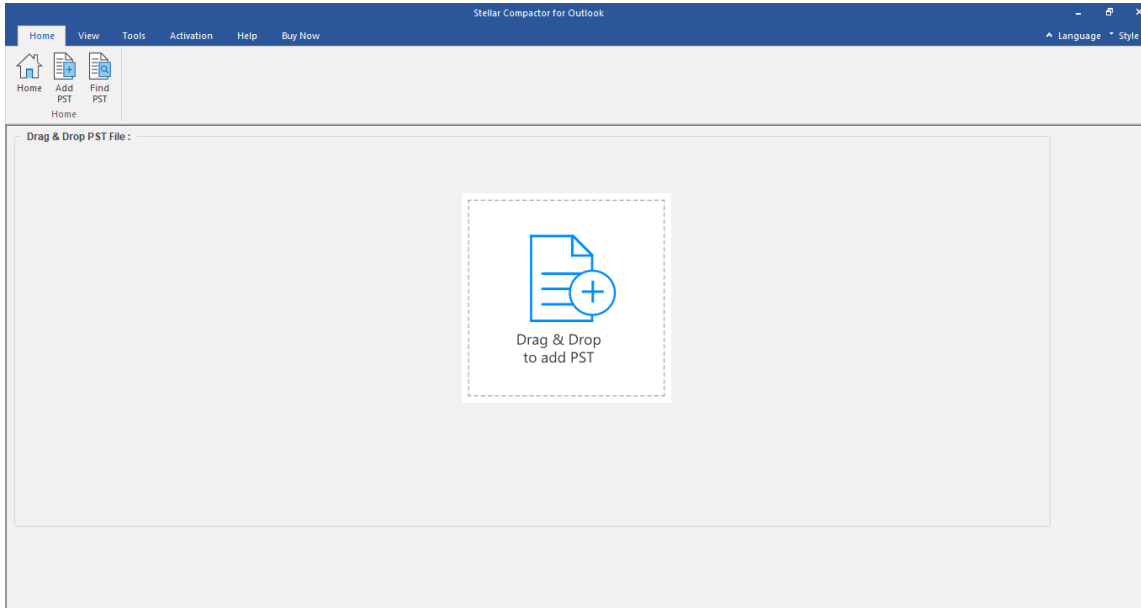 Stellar Compactor for Outlook
Home View Tools Activation Help Buy Now Language Style
Home Add PST Find PST
Home
Drag & Drop PST File :
Drag & Drop
to add PST